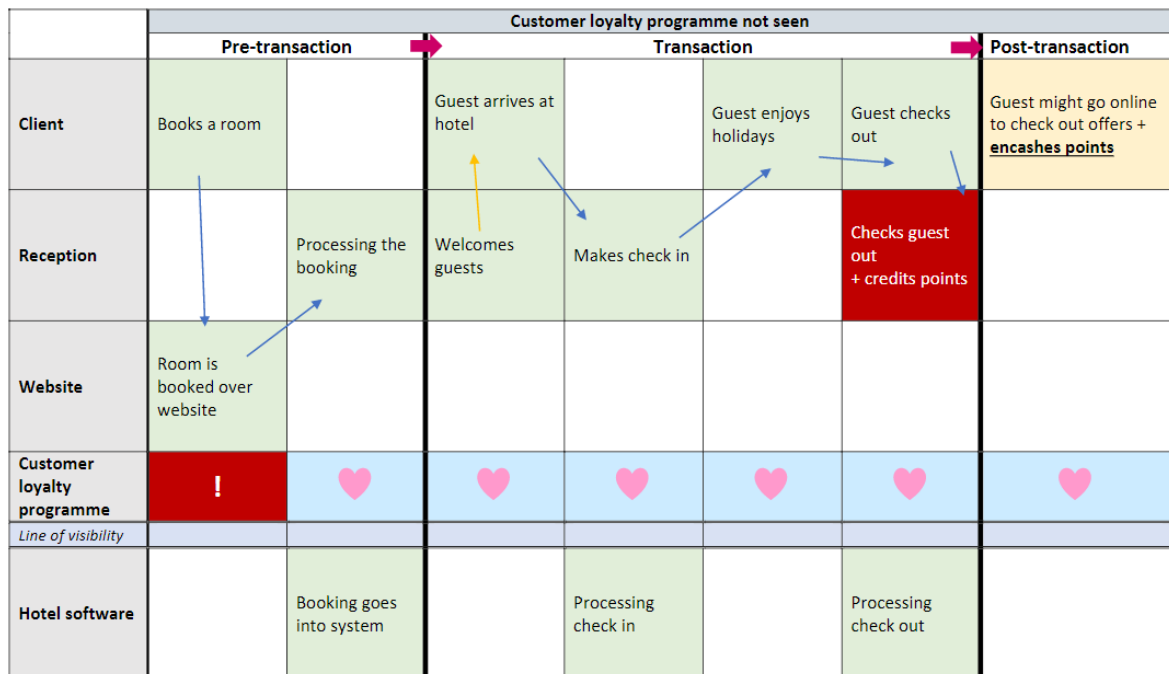 Customer loyalty programme not seen
Pre-transaction
Transaction
Post-transaction
Client
Books a room
Guest arrives at
hotel
Guest enjoys
holidays
Guest checks
out
Guest might go online
to check out offers +
encashes points
Reception
Processing the
booking
Welcomes
guests
Makes check in
Checks guest
out
+ credits points
Website
Room is
booked over
website
Customer
loyalty
programme
!
Line of visibility
Hotel software
Booking goes
into system
Processing
check in
Processing
check out